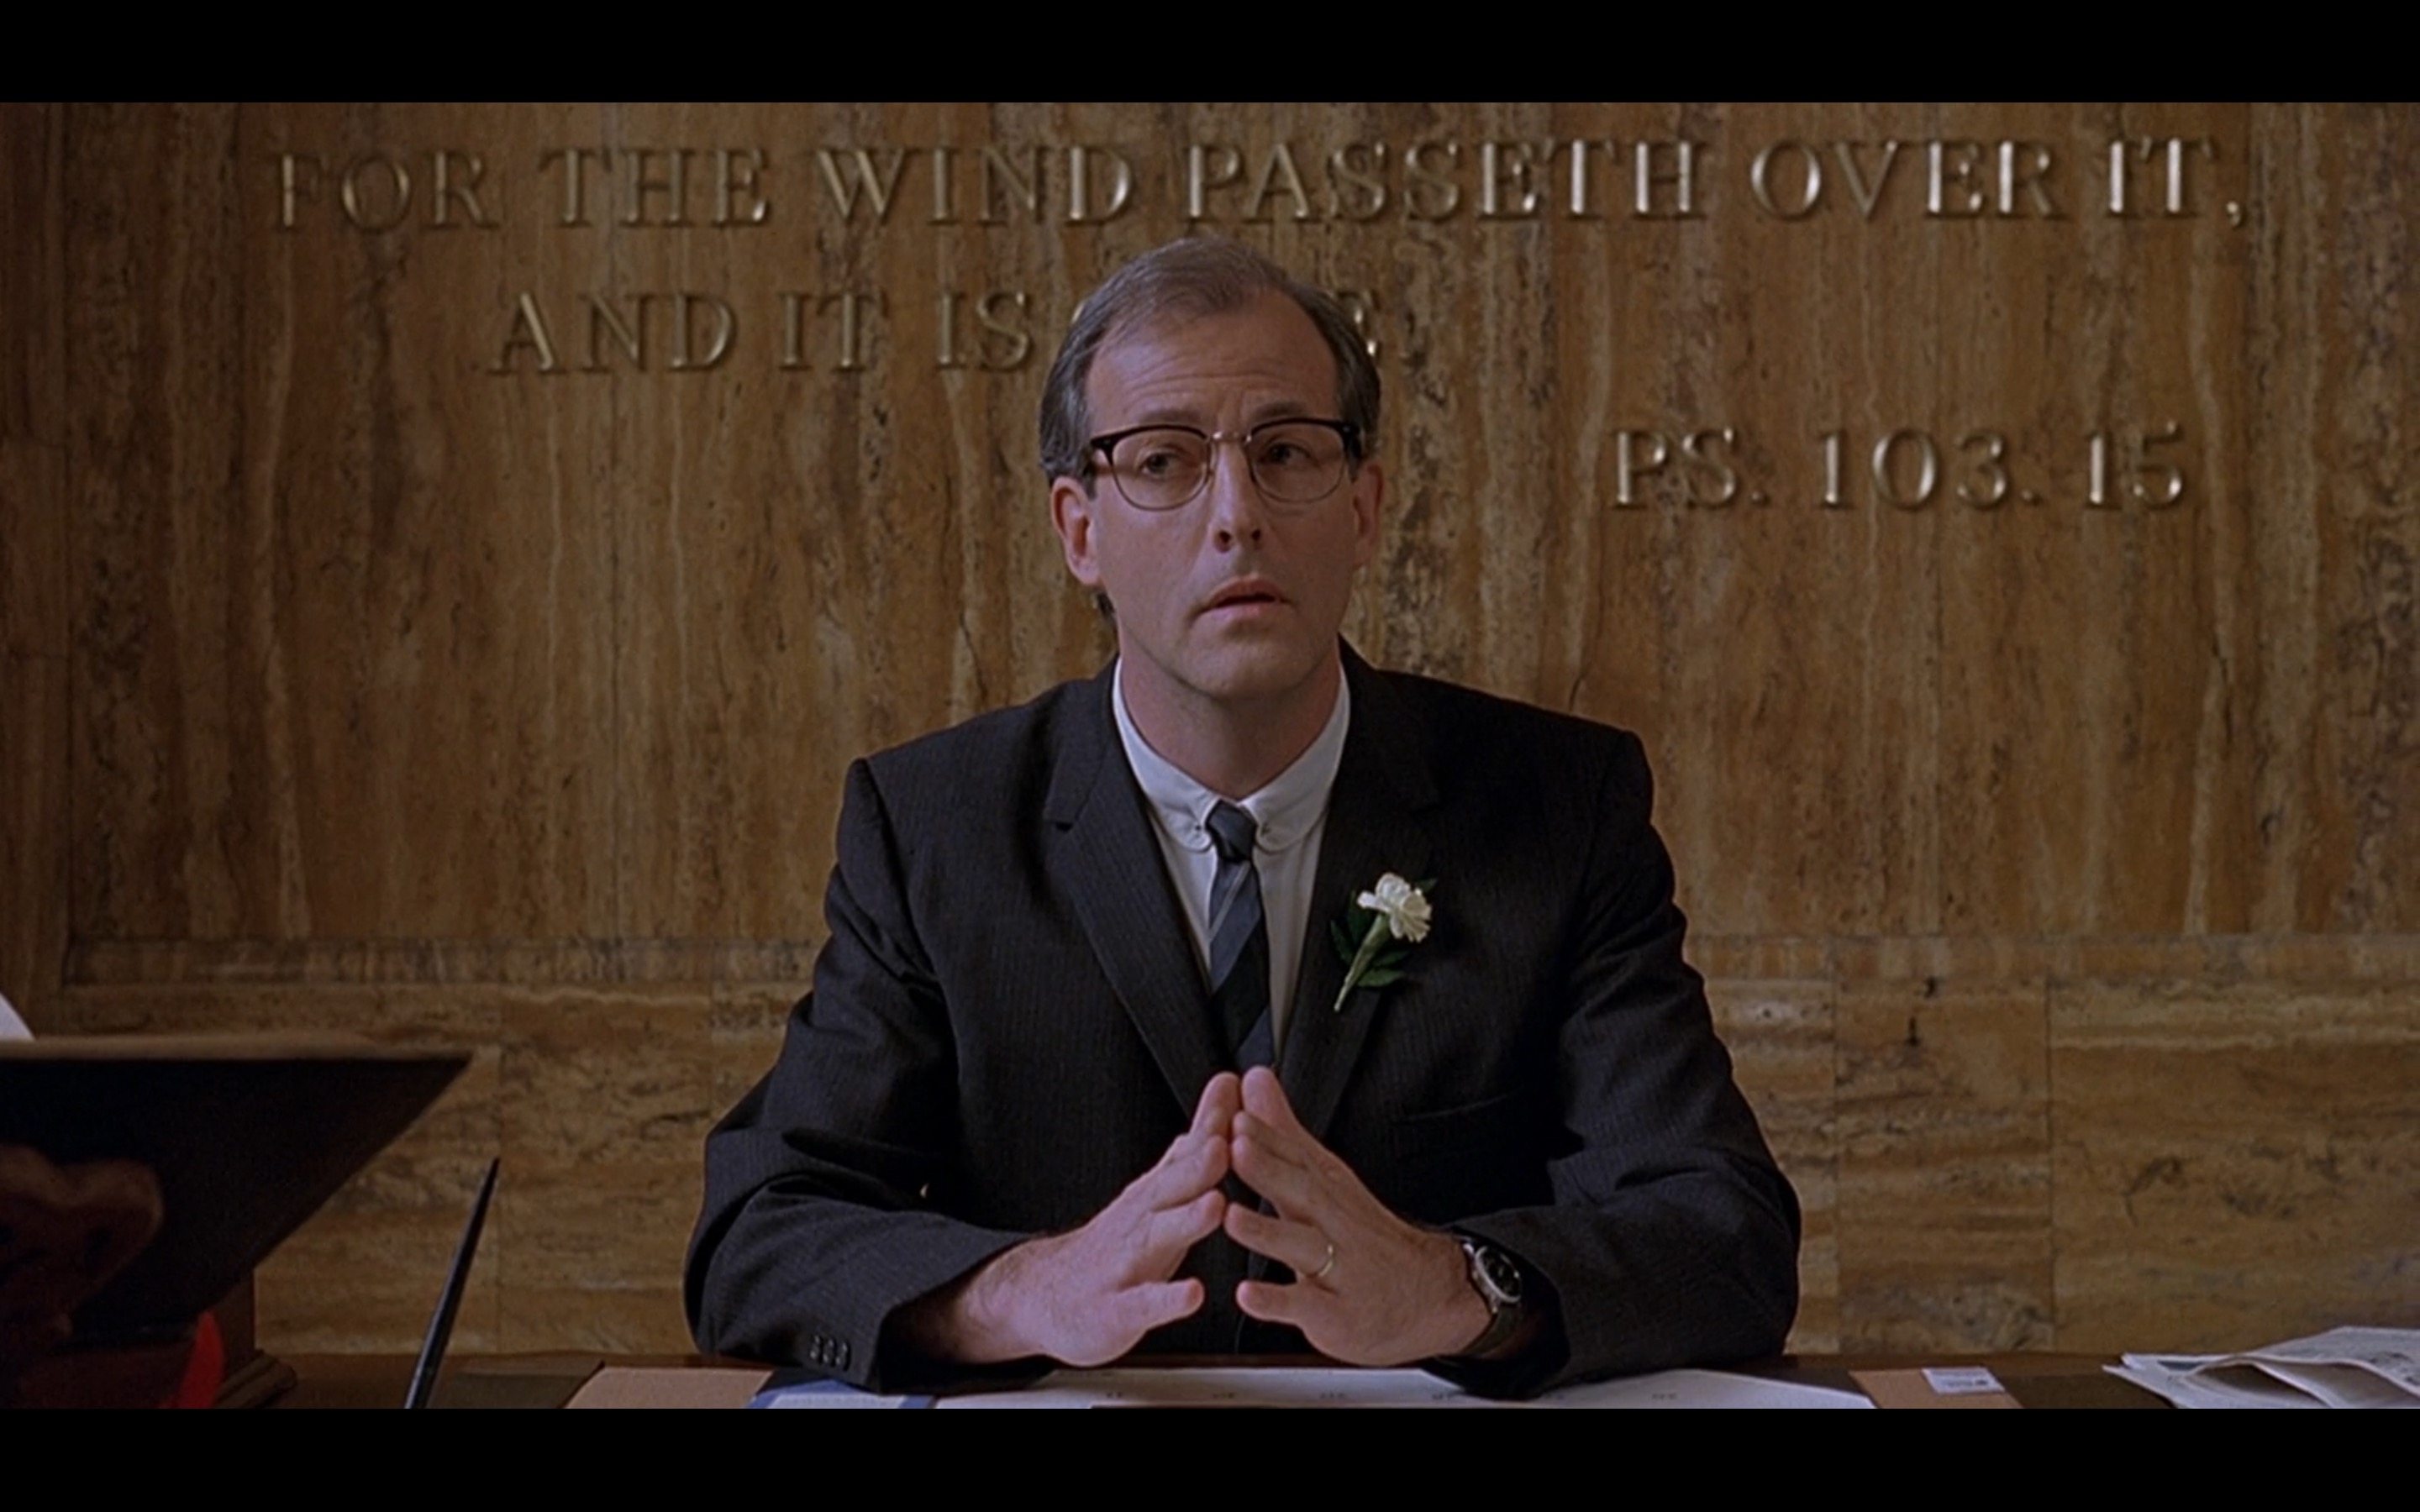 FOR THE WIND PASSETH OVER IT,
AND IT IS
PS. 103. 15